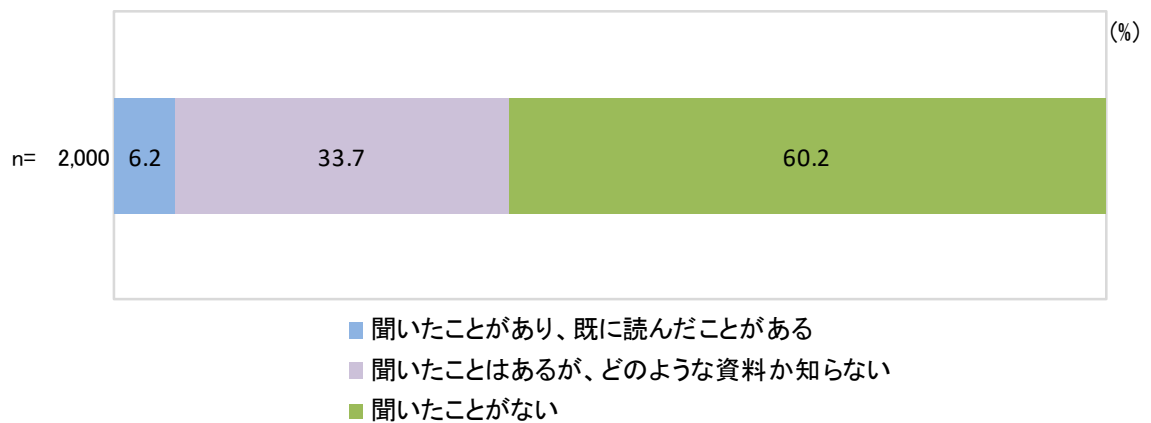 (%)
n= 2,000 6.2 33.7 60.2
聞いたことがあり、既に読んだことがある
聞いたことはあるが、どのような資料か知らない
聞いたことがない